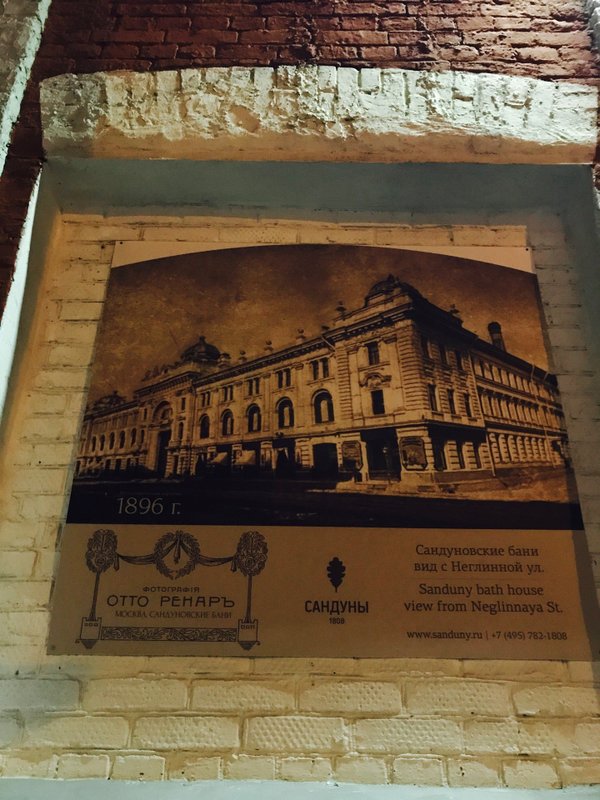 1896 г.
ФОТОГРАФІЯ
ОТТО РЕНАРЪ
МОСКВА, САНДУНОВСКИЕ БАНИ
САНДУНЫ
1808
Сандуновские бани
вид с Неглинной ул.
Sanduny bath house
view from Neglinnaya St.
www.sanduny.ru | +7 (495) 782-1808